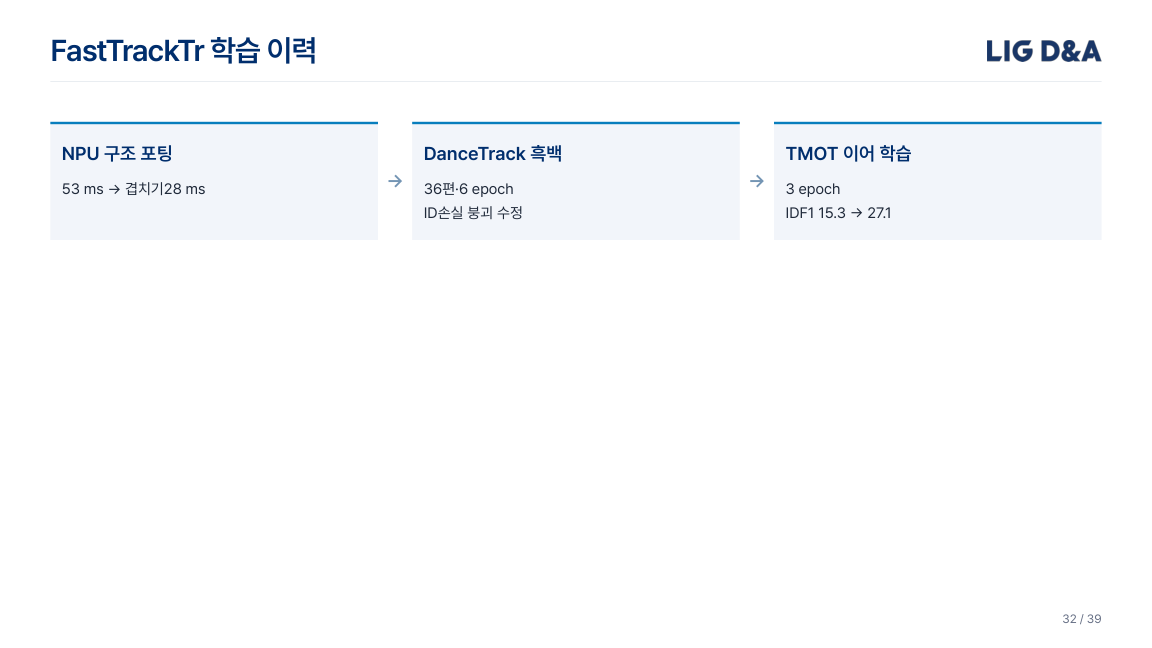 FastTrackTr 학습 이력
LIG D&A
NPU 구조 포팅
53 ms → 겹치기28 ms
→
DanceTrack 흑백
36편·6 epoch
ID손실 붕괴 수정
→
TMOT 이어 학습
3 epoch
IDF1 15.3 → 27.1
32 / 39